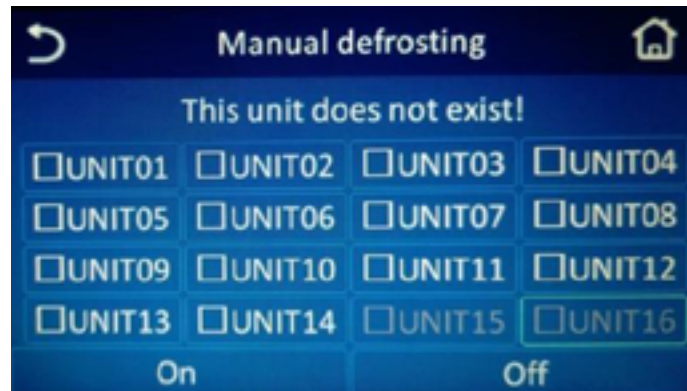 Manual defrosting
This unit does not exist!
UNIT01 UNIT02 UNIT03 UNIT04
UNIT05 UNIT06 UNIT07 UNIT08
UNIT09 UNIT10 UNIT11 UNIT12
UNIT13 UNIT14 UNIT15 UNIT16
On Off